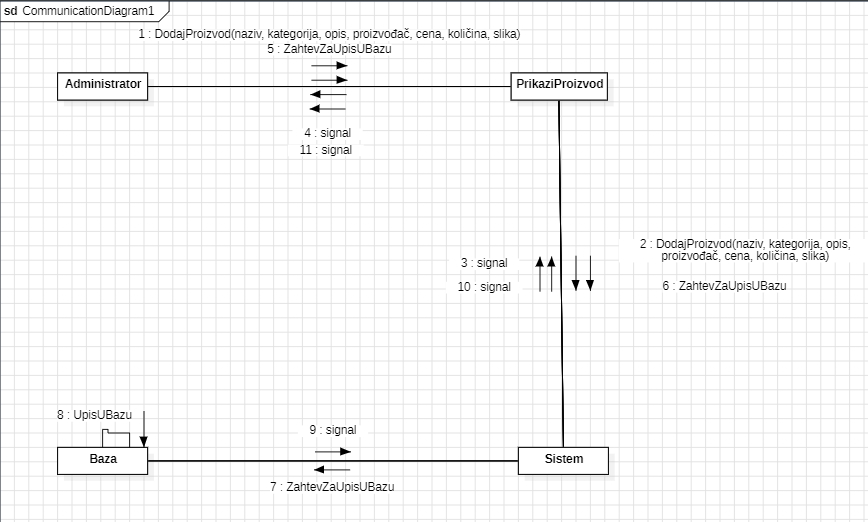 sd CommunicationDiagram1
1 : DodajProizvod(naziv, kategorija, opis, proizvođač, cena, količina, slika)
5 : ZahtevZaUpisUBazu
Administrator
PrikaziProizvod
4 : signal
11 : signal
2 : DodajProizvod(naziv, kategorija, opis,
proizvođač, cena, količina, slika)
3 : signal
10 : signal
6 : ZahtevZaUpisUBazu
8 : UpisUBazu
9 : signal
Baza
Sistem
7 : ZahtevZaUpisUBazu